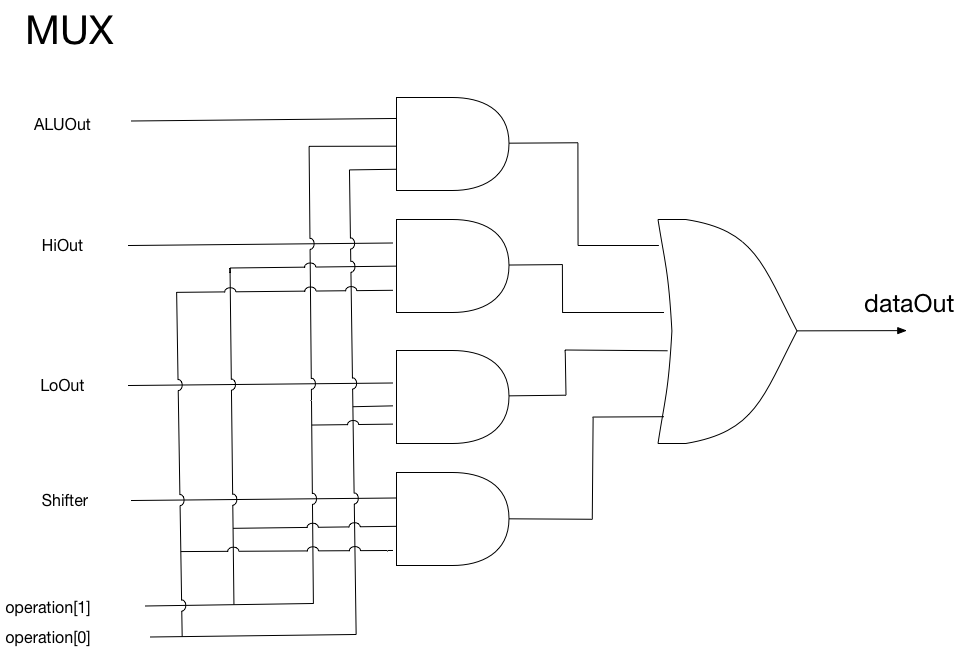 MUX
ALUOut
HiOut
dataOut
LoOut
Shifter
operation[1]
operation[0]